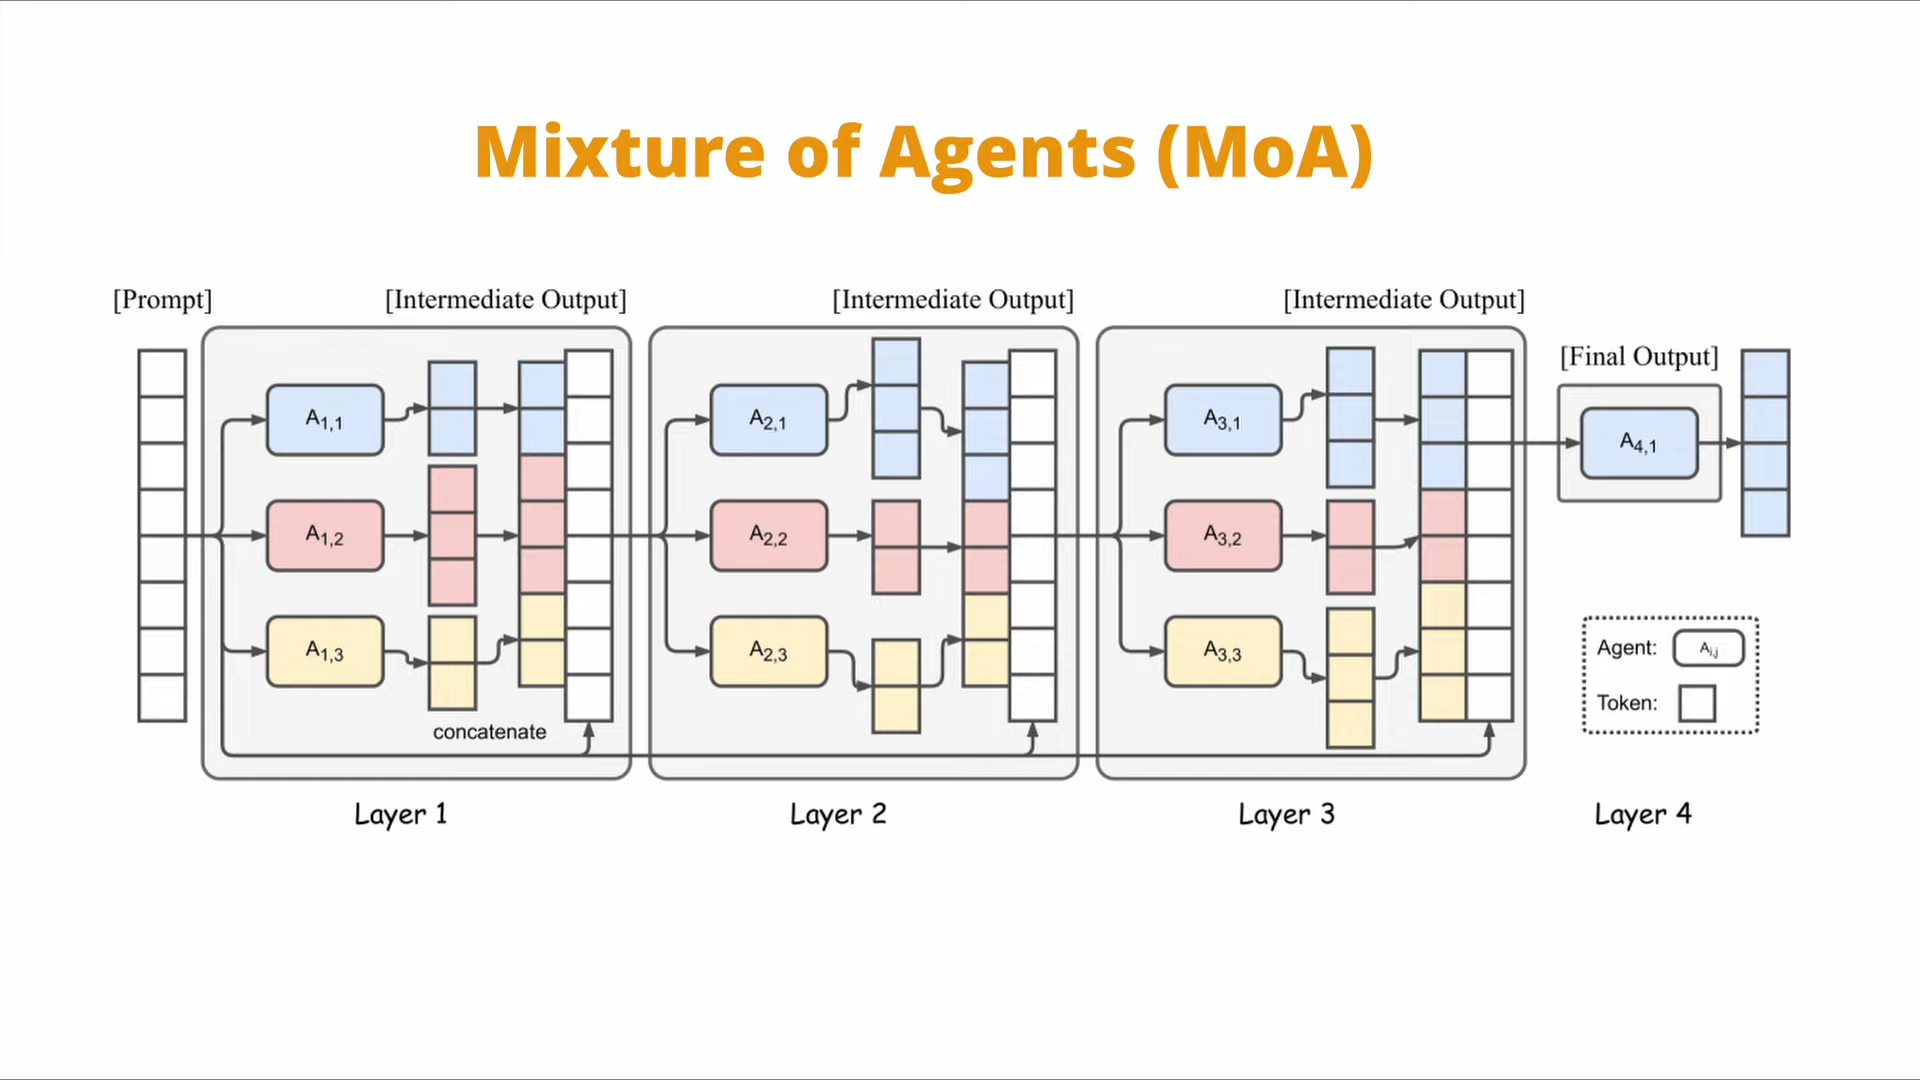 Mixture of Agents (MoA)
[Prompt]
[Intermediate Output]
[Intermediate Output]
[Intermediate Output]
[Final Output]
A1,1
A1,2
A1,3
concatenate
A2,1
A2,2
A2,3
A3,1
A3,2
A3,3
A4,1
Agent: Ai,j
Token:
Layer 1
Layer 2
Layer 3
Layer 4